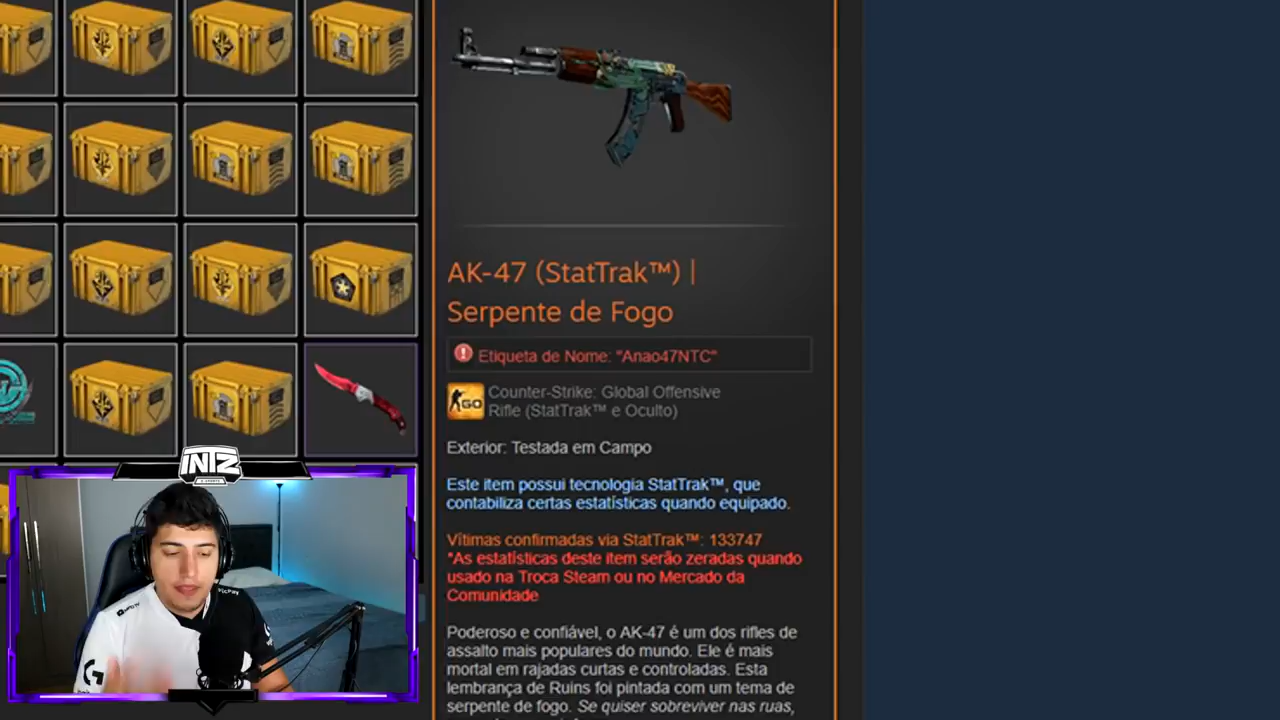 AK-47 (StatTrak™) |
Serpente de Fogo
Etiqueta de Nome: "Anao47NTC"
GO
Counter-Strike: Global Offensive
Rifle (StatTrak™ e Oculto)
Exterior: Testada em Campo
Este item possui tecnologia StatTrak™, que
contabiliza certas estatísticas quando equipado.
Vítimas confirmadas via StatTrak™: 133747
*As estatísticas deste item serão zeradas quando
usado na Troca Steam ou no Mercado da
Comunidade
Poderoso e confiável, o AK-47 é um dos rifles de
assalto mais populares do mundo. Ele é mais
mortal em rajadas curtas e controladas. Esta
lembrança de Ruins foi pintada com um tema de
serpente de fogo. Se quiser sobreviver nas ruas,
INTZ